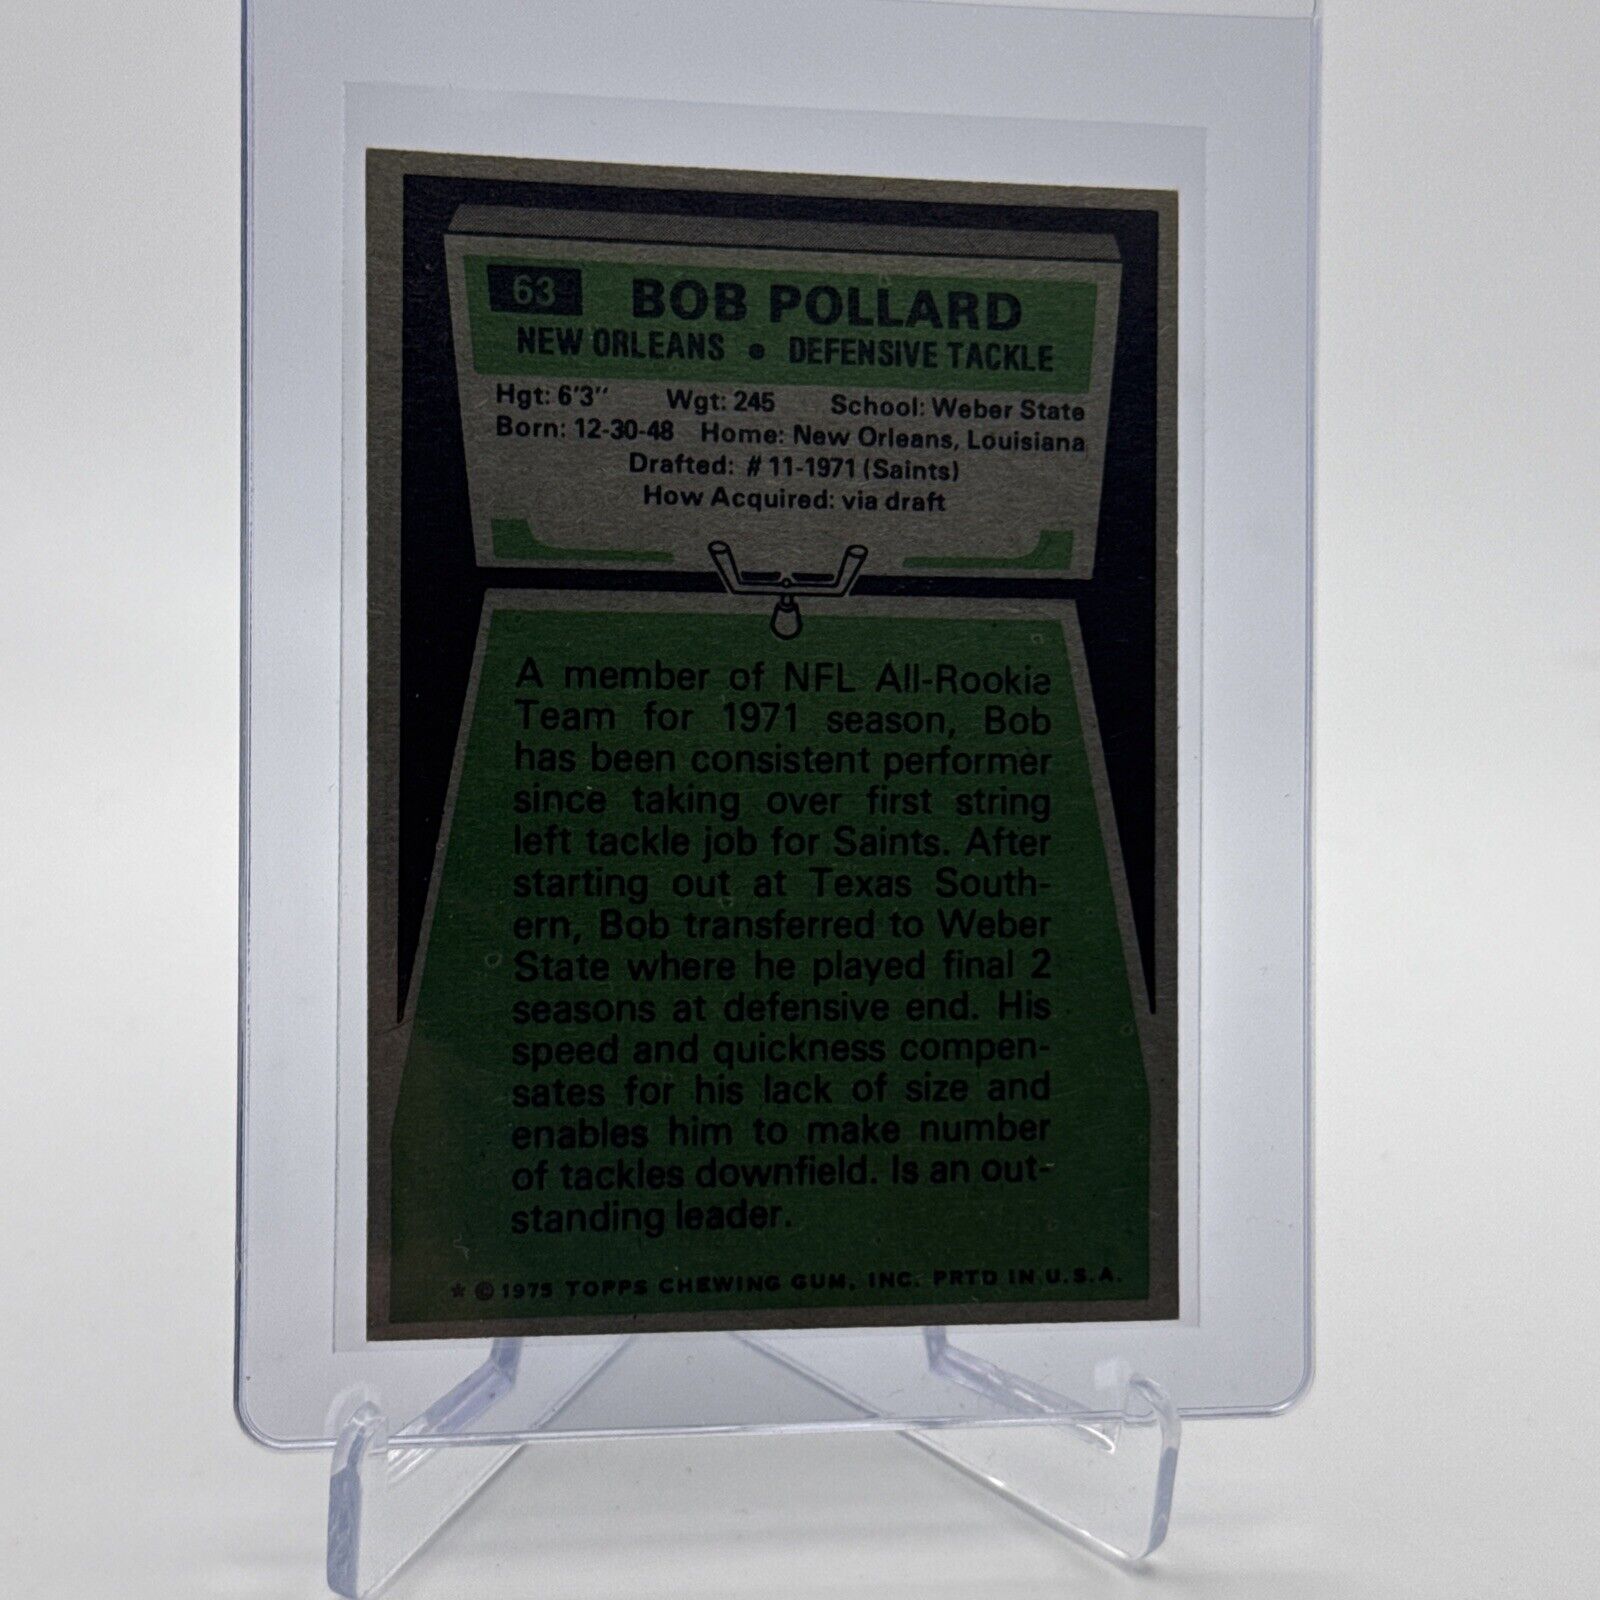 63 BOB POLLARD
NEW ORLEANS • DEFENSIVE TACKLE
Hgt: 6'3" Wgt: 245 School: Weber State
Born: 12-30-48 Home: New Orleans, Louisiana
Drafted: #11-1971 (Saints)
How Acquired: via draft
A member of NFL All-Rookie
Team for 1971 season, Bob
has been consistent performer
since taking over first string
left tackle job for Saints. After
starting out at Texas South-
ern, Bob transferred to Weber
State where he played final 2
seasons at defensive end. His
speed and quickness compen-
sates for his lack of size and
enables him to make number
of tackles downfield. Is an out-
standing leader.
* © 1975 TOPPS CHEWING GUM, INC. PRTD IN U.S.A.